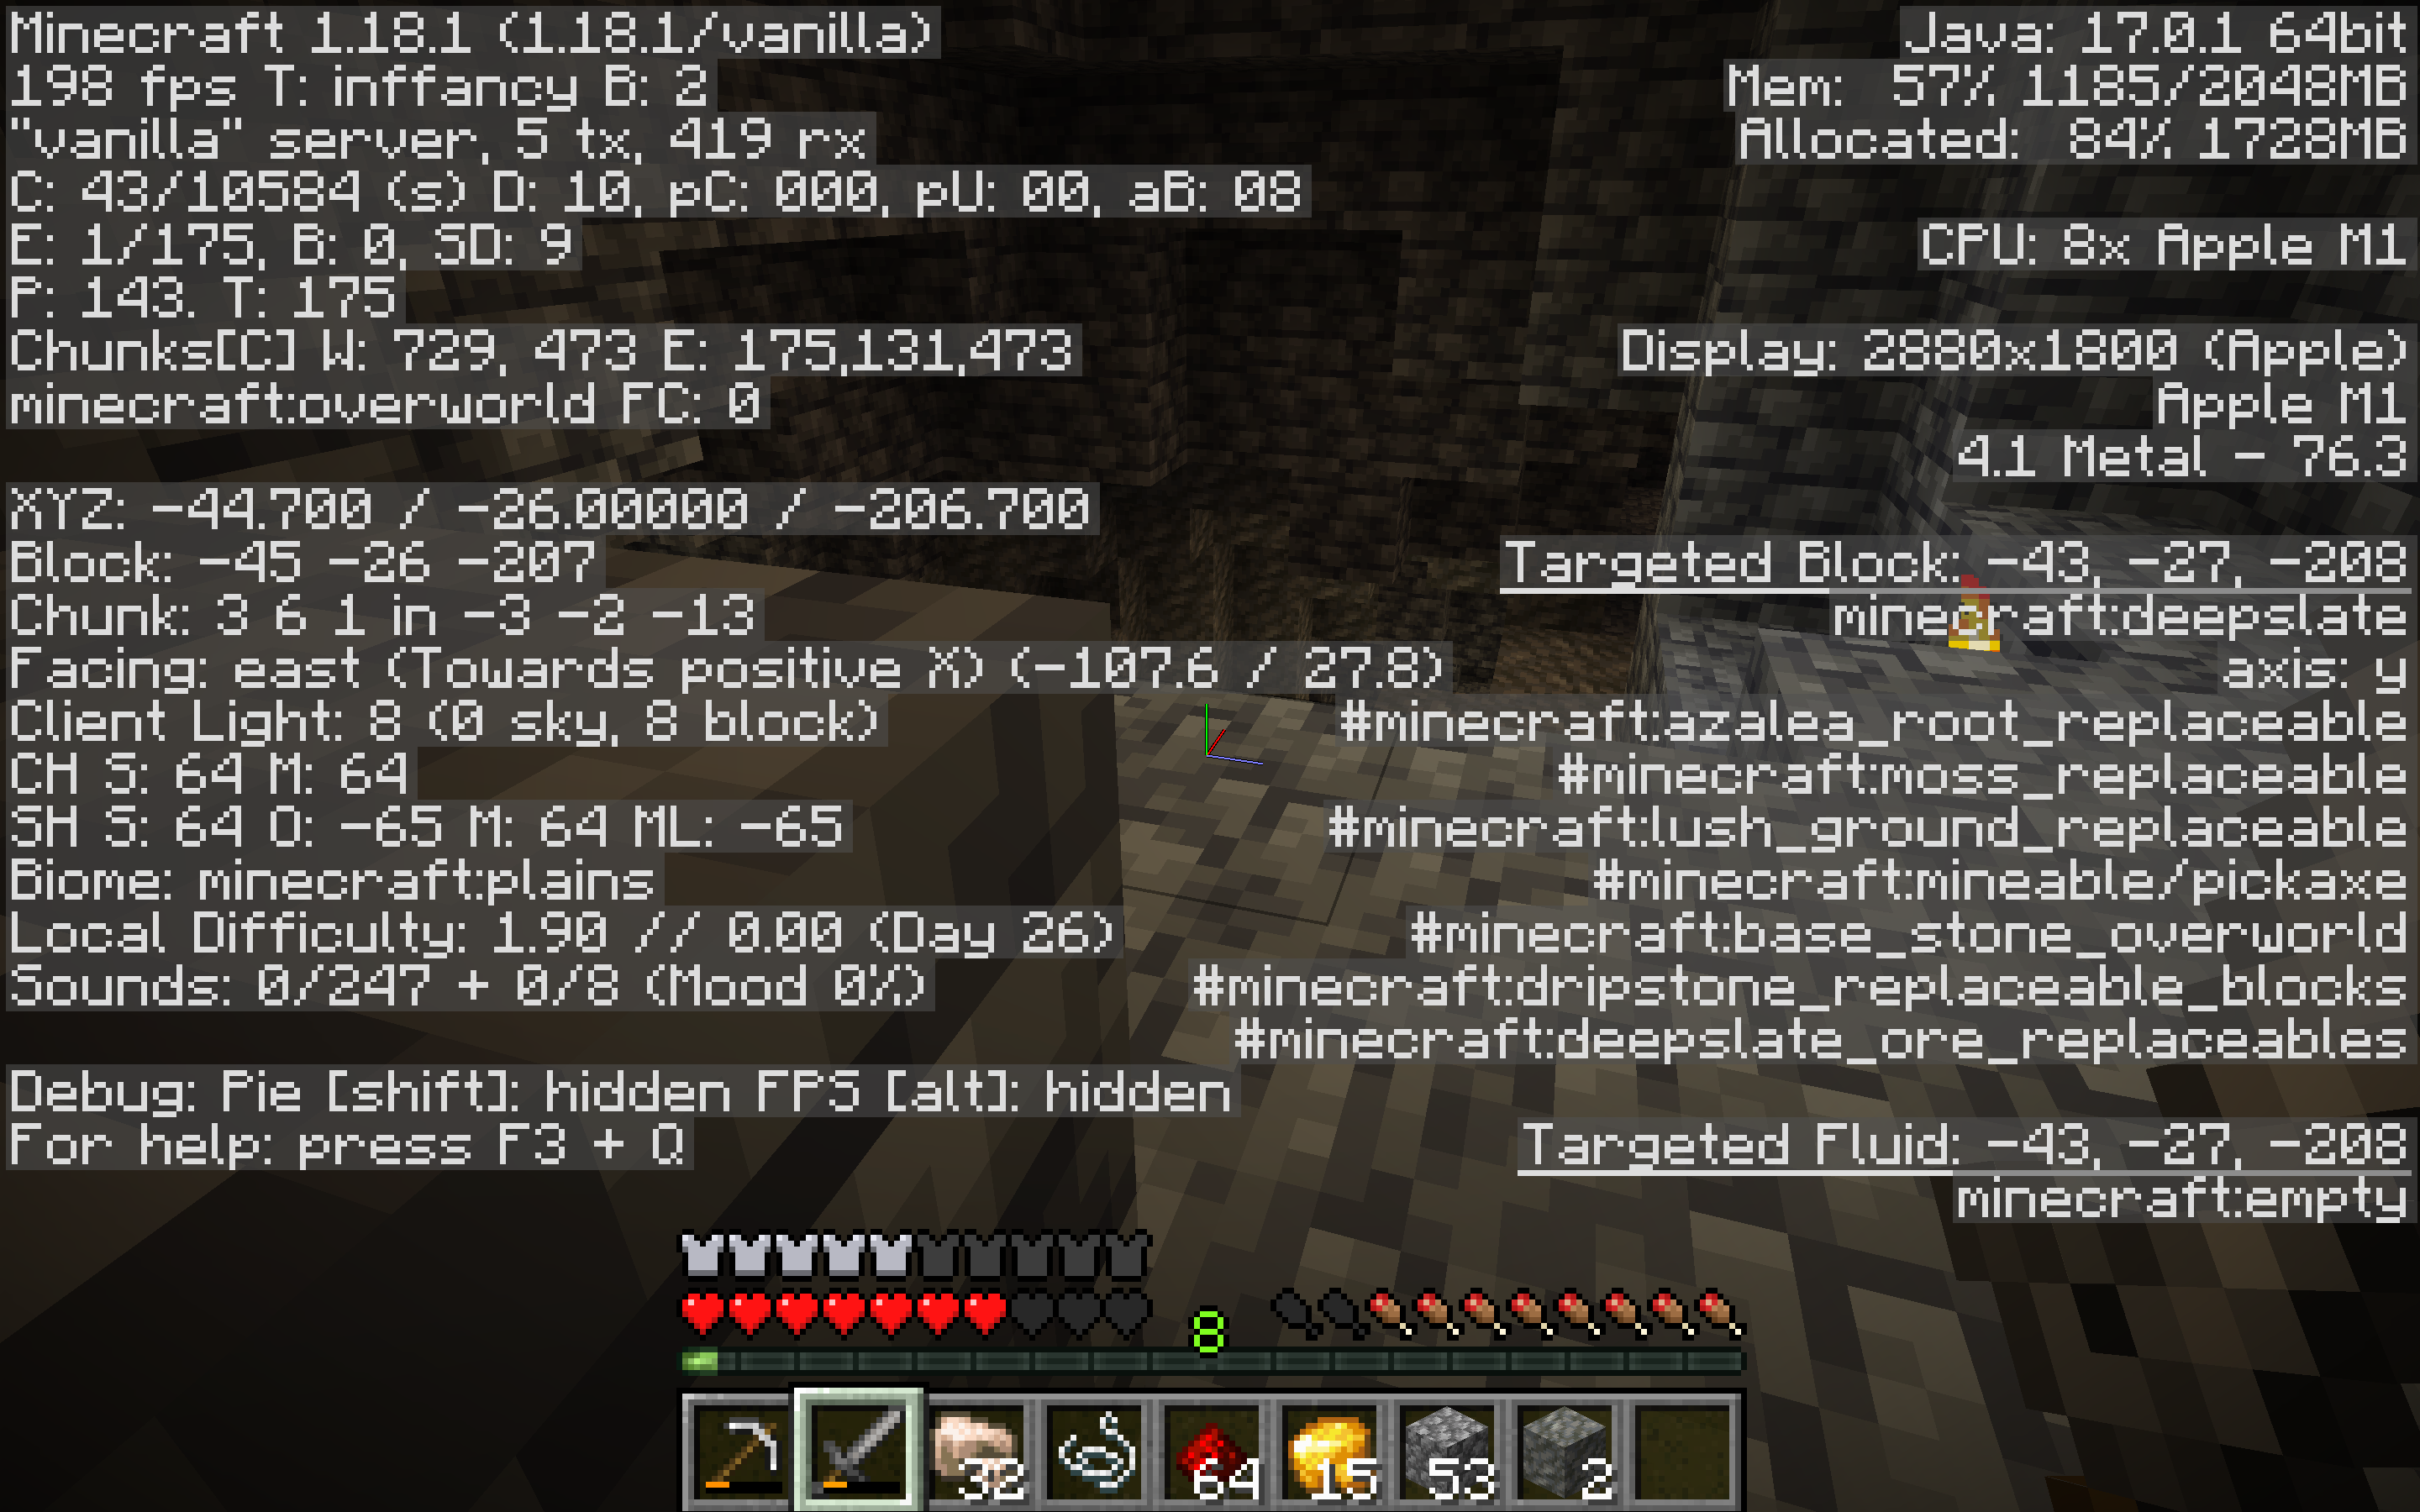 Minecraft 1.18.1 (1.18.1/vanilla)
198 fps T: inffancy B: 2
"vanilla" server, 5 tx, 419 rx
C: 43/10584 (s) D: 10, pC: 000, pU: 00, aB: 08
E: 1/175, B: 0, SD: 9
P: 143. T: 175
Chunks[C] W: 729, 473 E: 175,131,473
minecraft:overworld FC: 0
XYZ: -44.700 / -26.00000 / -206.700
Block: -45 -26 -207
Chunk: 3 6 1 in -3 -2 -13
Facing: east (Towards positive X) (-107.6 / 27.8)
Client Light: 8 (0 sky, 8 block)
CH S: 64 M: 64
SH S: 64 O: -65 M: 64 ML: -65
Biome: minecraft:plains
Local Difficulty: 1.90 // 0.00 (Day 26)
Sounds: 0/247 + 0/8 (Mood 0%)
Debug: Pie [shift]: hidden FPS [alt]: hidden
For help: press F3 + Q
Java: 17.0.1 64bit
Mem: 57% 1185/2048MB
Allocated: 84% 1728MB
CPU: 8x Apple M1
Display: 2880x1800 (Apple)
Apple M1
4.1 Metal - 76.3
Targeted Block: -43, -27, -208
minecraft:deepslate
axis: y
#minecraft:azalea_root_replaceable
#minecraft:moss_replaceable
#minecraft:lush_ground_replaceable
#minecraft:mineable/pickaxe
#minecraft:base_stone_overworld
#minecraft:dripstone_replaceable_blocks
#minecraft:deepslate_ore_replaceables
Targeted Fluid: -43, -27, -208
minecraft:empty
8
32 64 15 53 2